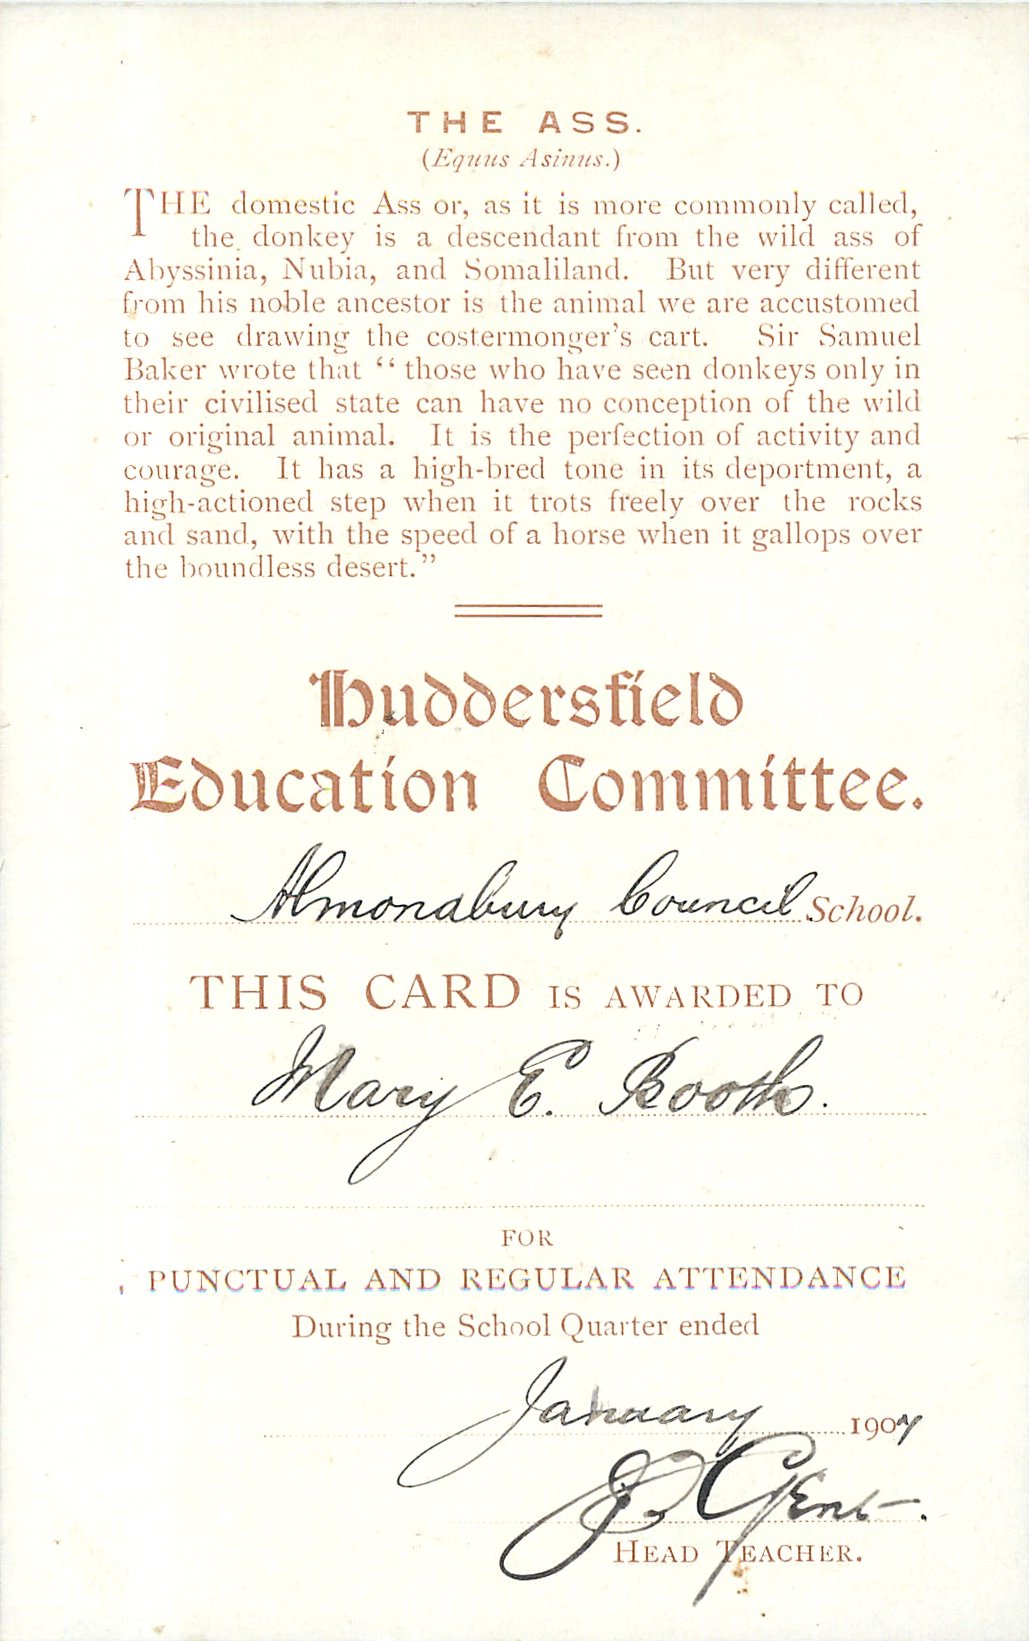 THE ASS.
(Equus Asinus.)
THE domestic Ass or, as it is more commonly called,
the donkey is a descendant from the wild ass of
Abyssinia, Nubia, and Somaliland. But very different
from his noble ancestor is the animal we are accustomed
to see drawing the costermonger's cart. Sir Samuel
Baker wrote that “those who have seen donkeys only in
their civilised state can have no conception of the wild
or original animal. It is the perfection of activity and
courage. It has a high-bred tone in its deportment, a
high-actioned step when it trots freely over the rocks
and sand, with the speed of a horse when it gallops over
the boundless desert.”
Huddersfield
Education Committee.
Almondbury Council School.
THIS CARD IS AWARDED TO
Mary E. Booth.
FOR
PUNCTUAL AND REGULAR ATTENDANCE
During the School Quarter ended
January 1907
J. Gent.
HEAD TEACHER.